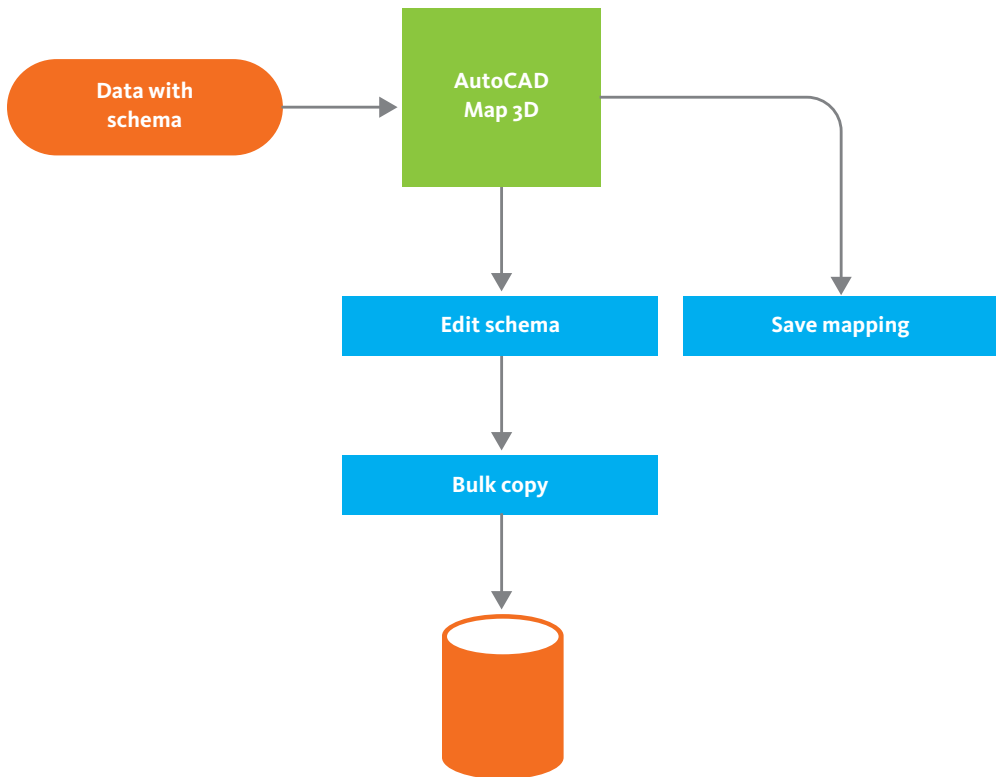 Data with
schema
AutoCAD
Map 3D
Edit schema
Save mapping
Bulk copy